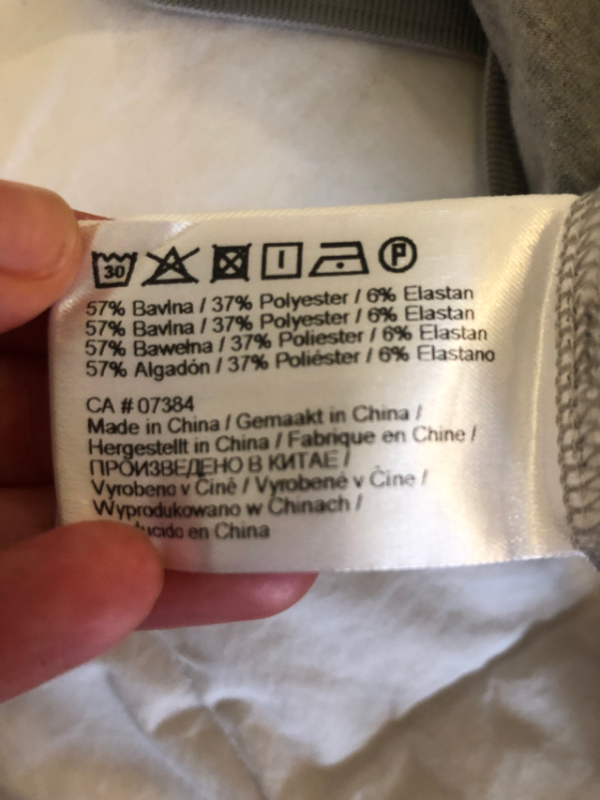 30 P
57% Bavlna / 37% Polyester / 6% Elastan
57% Bavlna / 37% Polyester / 6% Elastan
57% Bawełna / 37% Poliester / 6% Elastan
57% Algadón / 37% Poliéster / 6% Elastano
CA # 07384
Made in China / Gemaakt in China /
Hergestellt in China / Fabrique en Chine /
ПРОИЗВЕДЕНО В КИТАЕ /
Vyrobeno v Číně / Vyrobené v Číne /
Wyprodukowano w Chinach /
en China